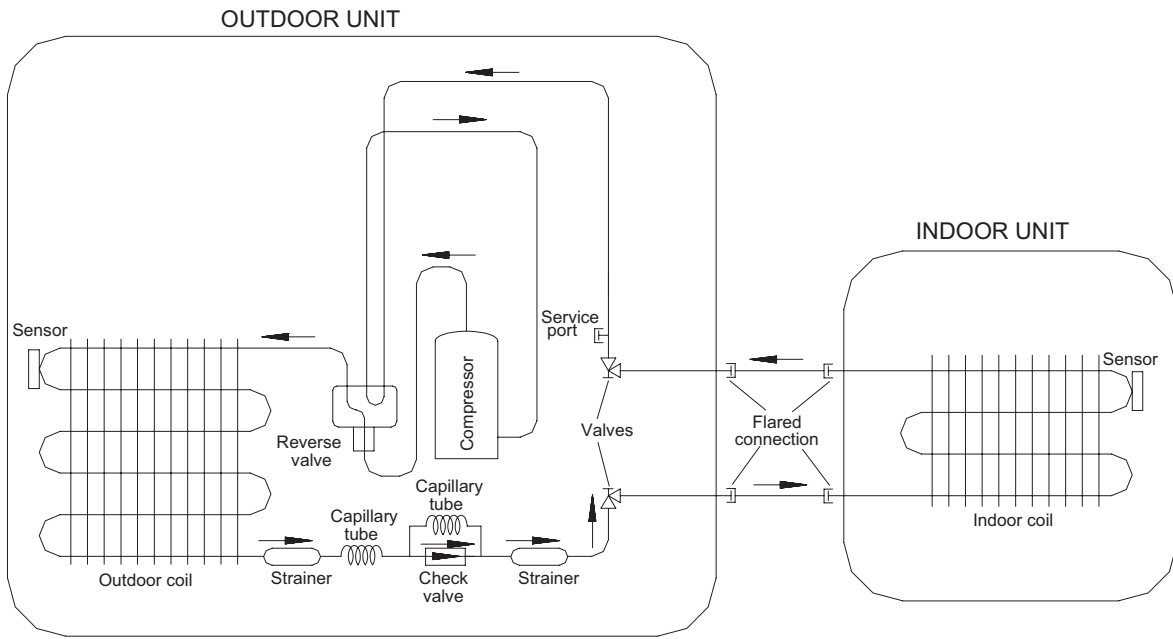 OUTDOOR UNIT
INDOOR UNIT
Service
port
Sensor
Sensor
Compressor
Reverse
valve
Valves
Flared
connection
Capillary
tube
Capillary
tube
Indoor coil
Outdoor coil
Strainer
Check
valve
Strainer